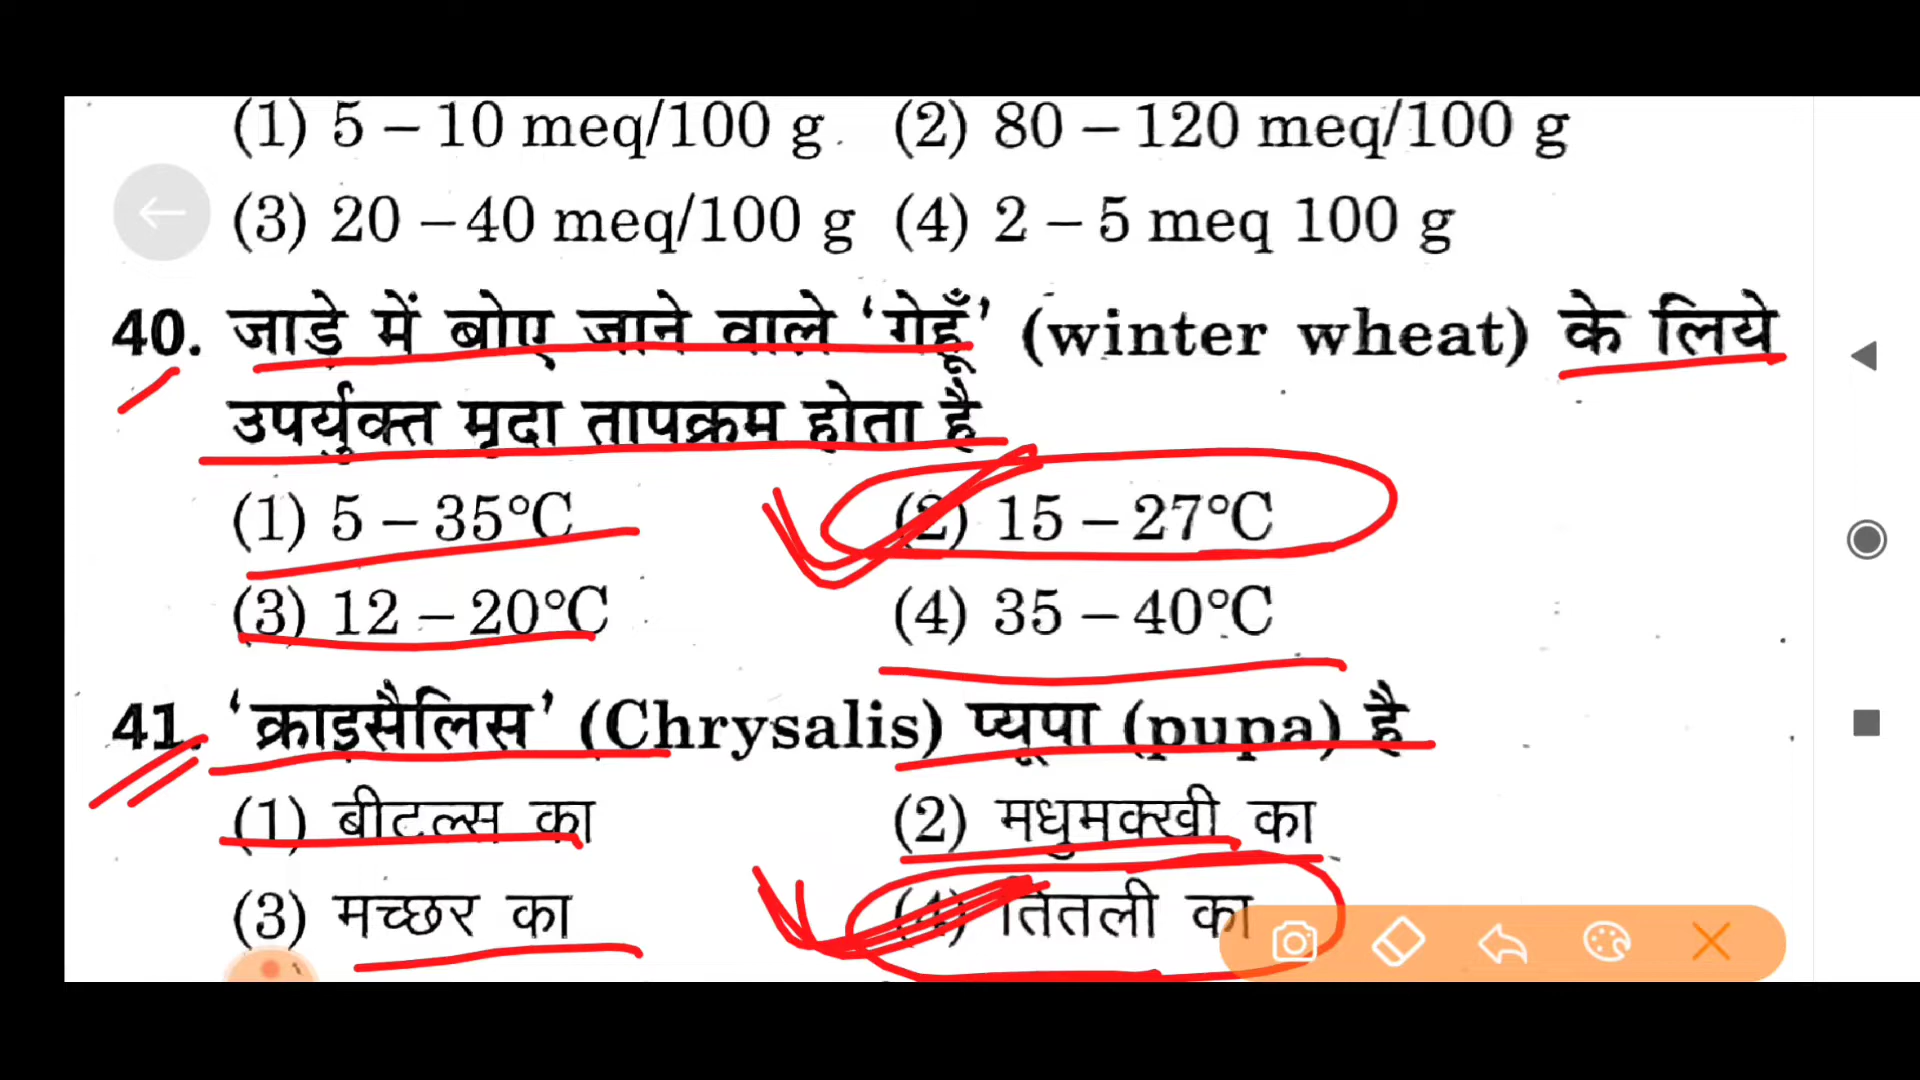 (1) 5 – 10 meq/100 g (2) 80 – 120 meq/100 g
(3) 20 – 40 meq/100 g (4) 2 – 5 meq 100 g
40. जाड़े में बोए जाने वाले ‘गेहूँ’ (winter wheat) के लिये
उपर्युक्त मृदा तापक्रम होता है
(1) 5 – 35°C (2) 15 – 27°C
(3) 12 – 20°C (4) 35 – 40°C
41. ‘क्राइसैलिस’ (Chrysalis) प्यूपा (pupa) है
(1) बीटल्स का (2) मधुमक्खी का
(3) मच्छर का (4) तितली का